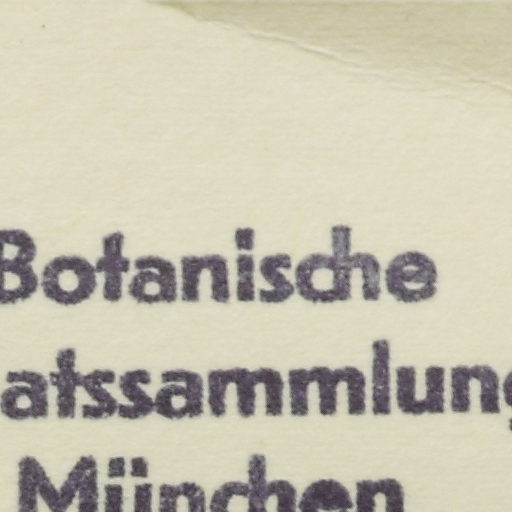 Botanische
atssammlung
München